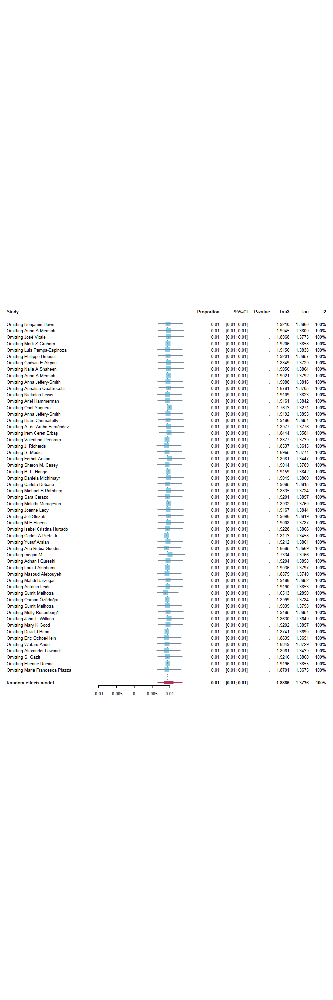 Study Proportion 95%-CI P-value Tau2 Tau I2
Omitting Benjamin Bowe 0.01 [0.01; 0.01] . 1.9210 1.3860 100%
Omitting Anna A Mensah 0.01 [0.01; 0.01] . 1.9045 1.3800 100%
Omitting José Vitale 0.01 [0.01; 0.01] . 1.8968 1.3773 100%
Omitting Mark S Graham 0.01 [0.01; 0.01] . 1.9206 1.3858 100%
Omitting Luis Pampa-Espinoza 0.01 [0.01; 0.01] . 1.9150 1.3838 100%
Omitting Philippe Brouqui 0.01 [0.01; 0.01] . 1.9201 1.3857 100%
Omitting Godwin E Akpan 0.01 [0.01; 0.01] . 1.8849 1.3729 100%
Omitting Naila A Shaheen 0.01 [0.01; 0.01] . 1.9056 1.3804 100%
Omitting Anna A Mensah 0.01 [0.01; 0.01] . 1.9021 1.3792 100%
Omitting Anna Jeffery-Smith 0.01 [0.01; 0.01] . 1.9088 1.3816 100%
Omitting Annalisa Quattrocchi 0.01 [0.01; 0.01] . 1.8781 1.3705 100%
Omitting Nickolas Lewis 0.01 [0.01; 0.01] . 1.9109 1.3823 100%
Omitting Ariel Hammerman 0.01 [0.01; 0.01] . 1.9161 1.3842 100%
Omitting Oriol Yuguero 0.01 [0.01; 0.01] . 1.7613 1.3271 100%
Omitting Anna Jeffery-Smith 0.01 [0.01; 0.01] . 1.9192 1.3853 100%
Omitting Hiam Chemaitelly 0.01 [0.01; 0.01] . 1.9186 1.3851 100%
Omitting A. de Arriba Fernández 0.01 [0.01; 0.01] . 1.8977 1.3776 100%
Omitting İrem Ceren Erbaş 0.01 [0.01; 0.01] . 1.8444 1.3581 100%
Omitting Valentina Pecoraro 0.01 [0.01; 0.01] . 1.8877 1.3739 100%
Omitting J. Richards 0.01 [0.01; 0.01] . 1.8537 1.3615 100%
Omitting S. Medic 0.01 [0.01; 0.01] . 1.8965 1.3771 100%
Omitting Ferhat Arslan 0.01 [0.01; 0.01] . 1.8081 1.3447 100%
Omitting Sharon M. Casey 0.01 [0.01; 0.01] . 1.9014 1.3789 100%
Omitting B. L. Hønge 0.01 [0.01; 0.01] . 1.9159 1.3842 100%
Omitting Daniela Michlmayr 0.01 [0.01; 0.01] . 1.9045 1.3800 100%
Omitting Carlota Dobaño 0.01 [0.01; 0.01] . 1.9085 1.3815 100%
Omitting Michael B Rothberg 0.01 [0.01; 0.01] . 1.8835 1.3724 100%
Omitting Sara Carazo 0.01 [0.01; 0.01] . 1.9201 1.3857 100%
Omitting Malathi Murugesan 0.01 [0.01; 0.01] . 1.8932 1.3760 100%
Omitting Joanne Lacy 0.01 [0.01; 0.01] . 1.9167 1.3844 100%
Omitting Jeff Slezak 0.01 [0.01; 0.01] . 1.9096 1.3819 100%
Omitting M E Flacco 0.01 [0.01; 0.01] . 1.9008 1.3787 100%
Omitting Isabel Cristina Hurtado 0.01 [0.01; 0.01] . 1.9228 1.3866 100%
Omitting Carlos A Prete Jr 0.01 [0.01; 0.01] . 1.8113 1.3458 100%
Omitting Yusuf Arslan 0.01 [0.01; 0.01] . 1.9212 1.3861 100%
Omitting Ana Rubia Guedes 0.01 [0.01; 0.01] . 1.8685 1.3669 100%
Omitting megan M 0.01 [0.01; 0.01] . 1.7334 1.3166 100%
Omitting Adnan I Qureshi 0.01 [0.01; 0.01] . 1.9204 1.3858 100%
Omitting Lara J Akinbami 0.01 [0.01; 0.01] . 1.9036 1.3797 100%
Omitting Masoud Alebouyeh 0.01 [0.01; 0.01] . 1.8879 1.3740 100%
Omitting Mahdi Barzegar 0.01 [0.01; 0.01] . 1.9188 1.3852 100%
Omitting Antonio Leidi 0.01 [0.01; 0.01] . 1.9190 1.3853 100%
Omitting Sumit Malhotra 0.01 [0.01; 0.01] . 1.6513 1.2850 100%
Omitting Osman Özüdoğru 0.01 [0.01; 0.01] . 1.8999 1.3784 100%
Omitting Sumit Malhotra 0.01 [0.01; 0.01] . 1.9039 1.3798 100%
Omitting Molly Rosenberg1 0.01 [0.01; 0.01] . 1.9185 1.3851 100%
Omitting John T. Wilkins 0.01 [0.01; 0.01] . 1.8630 1.3649 100%
Omitting Mary K Good 0.01 [0.01; 0.01] . 1.9202 1.3857 100%
Omitting David J Bean 0.01 [0.01; 0.01] . 1.8741 1.3690 100%
Omitting Eric Ochoa-Hein 0.01 [0.01; 0.01] . 1.8635 1.3651 100%
Omitting Wataru Ando 0.01 [0.01; 0.01] . 1.8849 1.3729 100%
Omitting Alexander Lawandi 0.01 [0.01; 0.01] . 1.8061 1.3439 100%
Omitting S. Gazit 0.01 [0.01; 0.01] . 1.9210 1.3860 100%
Omitting Étienne Racine 0.01 [0.01; 0.01] . 1.9196 1.3855 100%
Omitting Maria Francesca Piazza 0.01 [0.01; 0.01] . 1.8701 1.3675 100%
Random effects model 0.01 [0.01; 0.01] . 1.8866 1.3736 100%
-0.01 -0.005 0 0.005 0.01